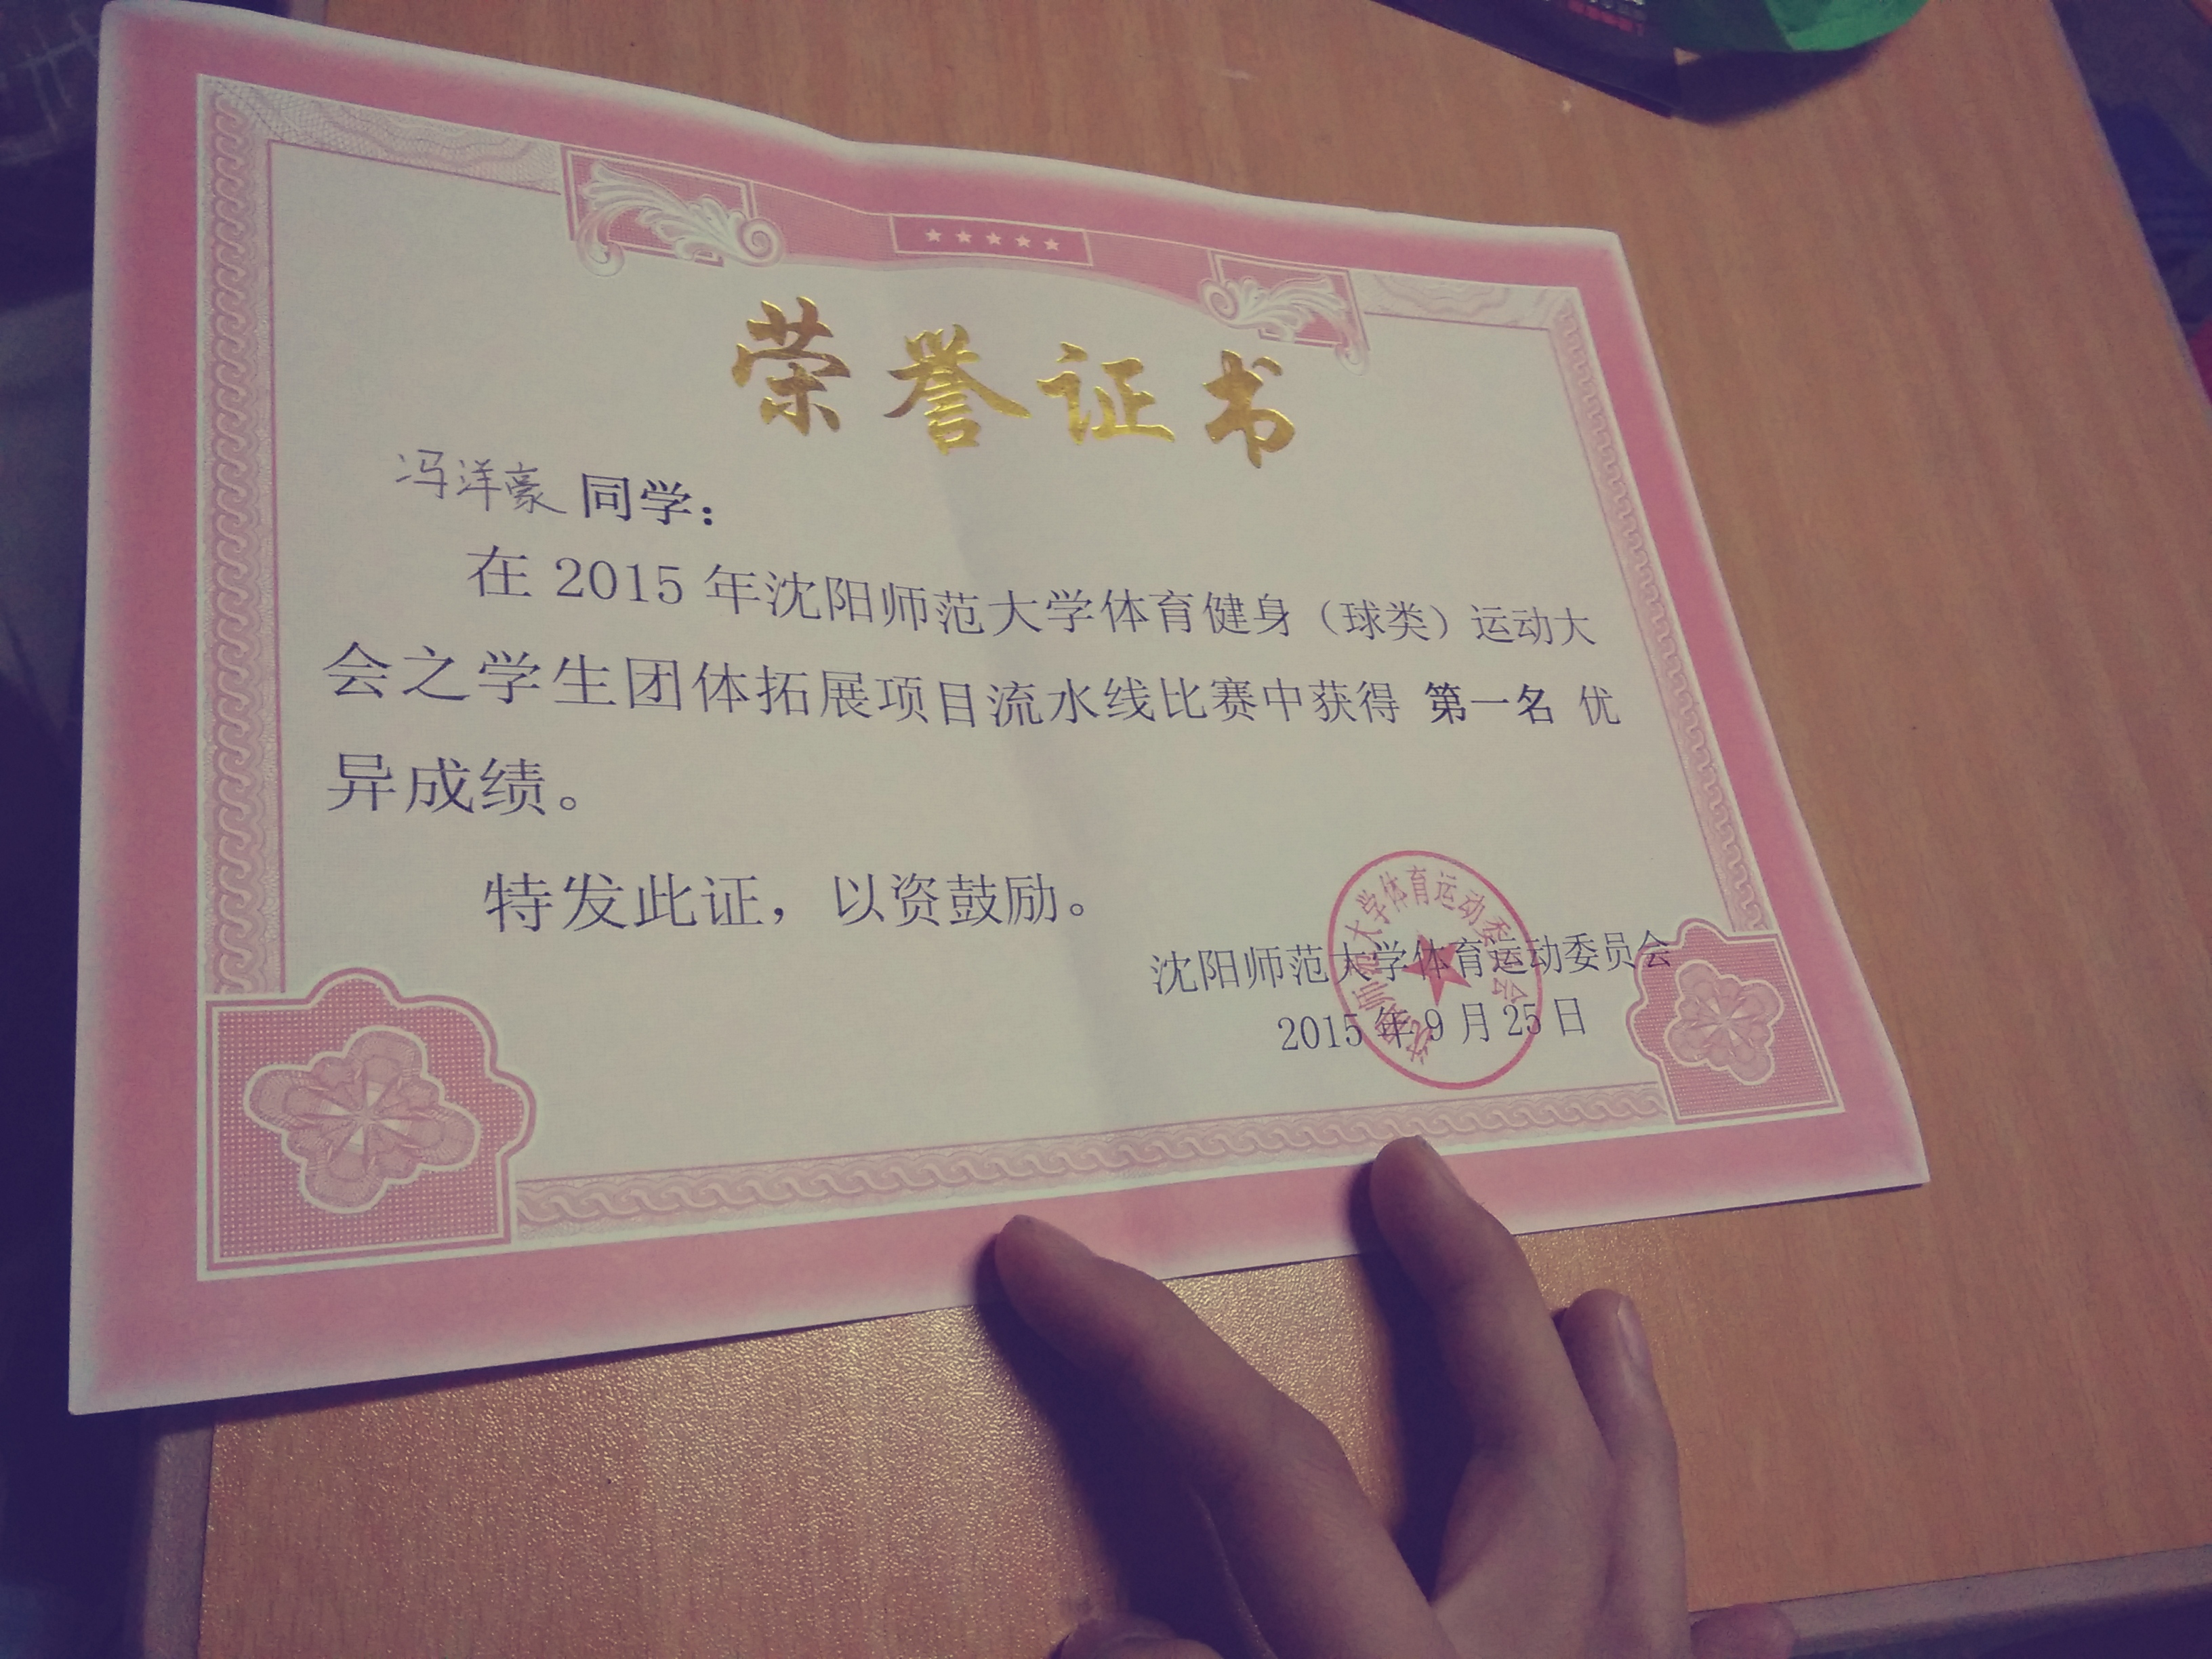 荣誉证书
冯洋豪 同学：
在 2015 年沈阳师范大学体育健身（球类）运动大
会之学生团体拓展项目流水线比赛中获得 第一名 优
异成绩。
特发此证，以资鼓励。
沈阳师范大学体育运动委员会
2015 年 9 月 25 日
沈阳师范大学体育运动委员会